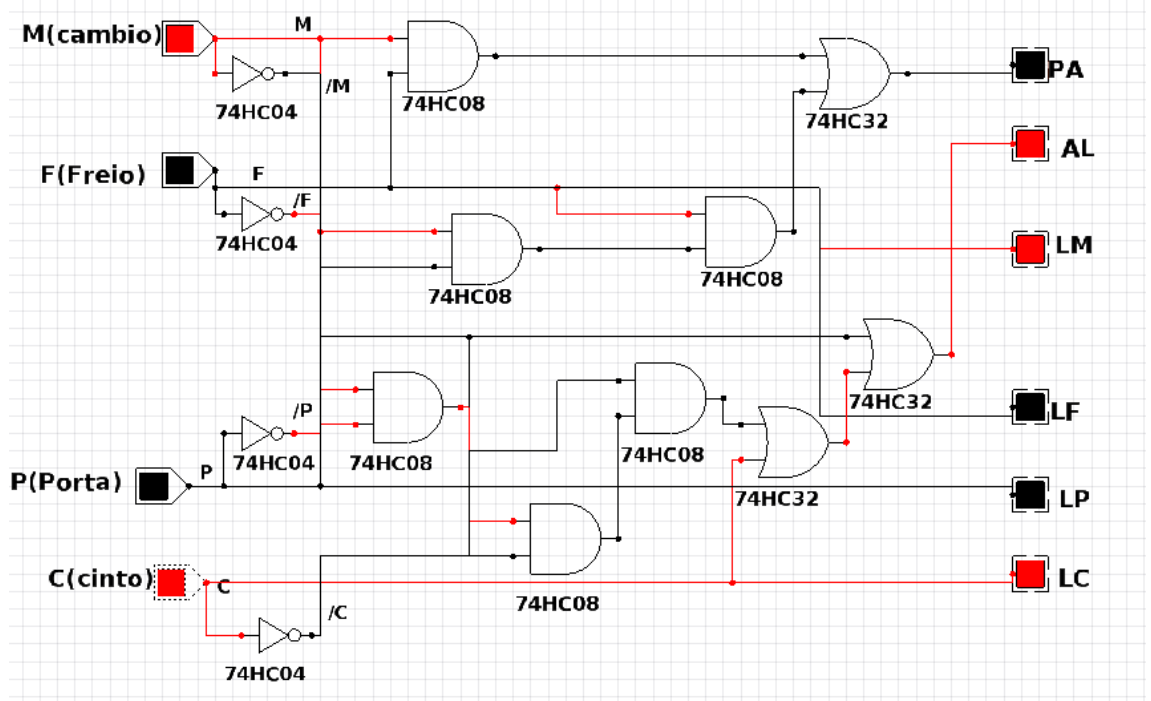 M(cambio)
M
/M
74HC04
74HC08
74HC32
PA
AL
F(Freio)
F
/F
74HC04
74HC08
74HC08
LM
/P
74HC04
74HC08
74HC08
74HC32
LF
P(Porta)
P
74HC32
LP
C(cinto)
C
74HC08
LC
/C
74HC04